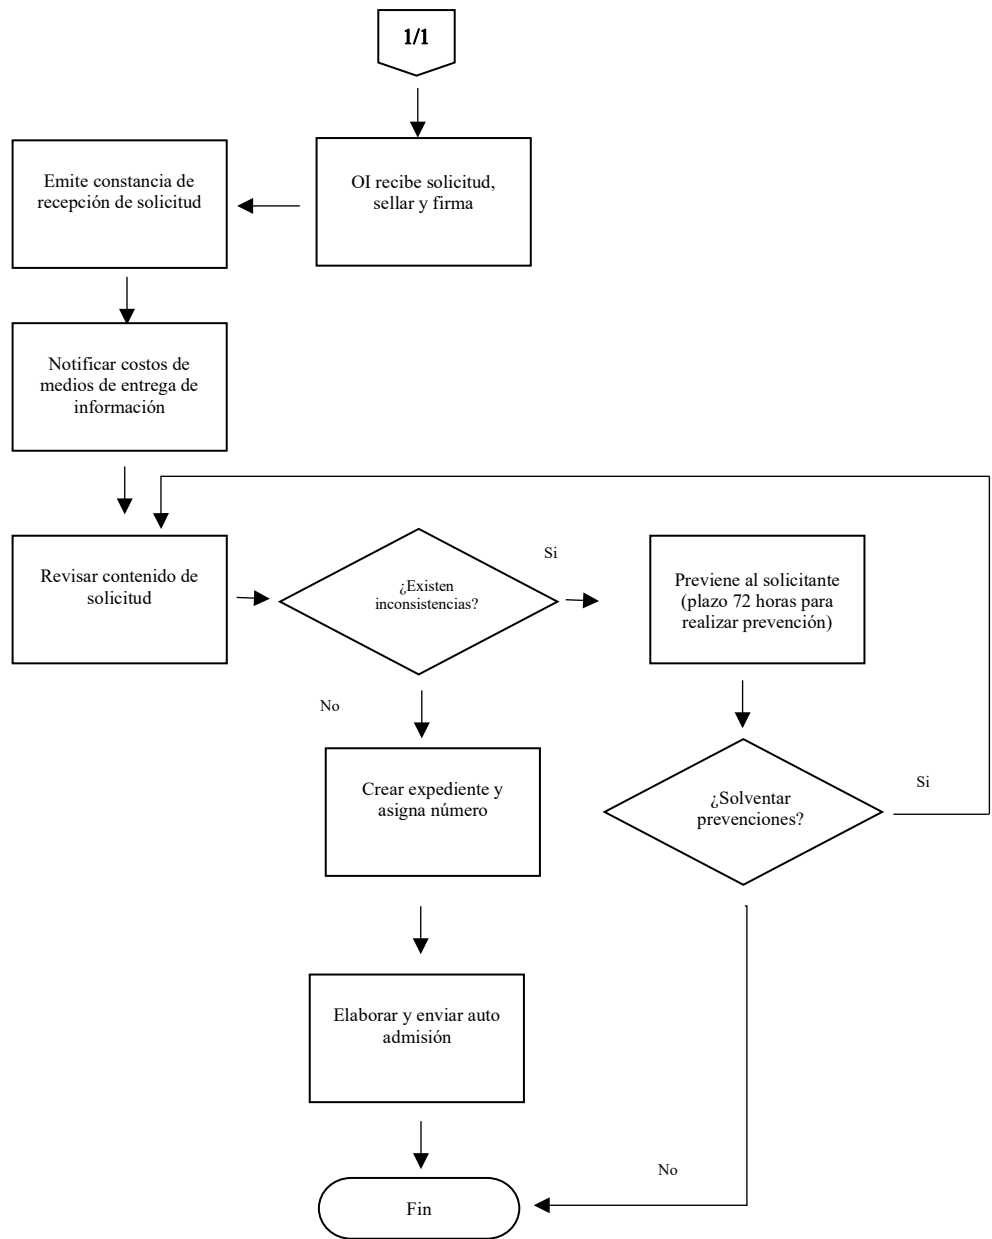 1/1
OI recibe solicitud,
sellar y firma
Emite constancia de
recepción de solicitud
Notificar costos de
medios de entrega de
información
Revisar contenido de
solicitud
¿Existen
inconsistencias?
Si
Previene al solicitante
(plazo 72 horas para
realizar prevención)
No
Crear expediente y
asigna número
¿Solventar
prevenciones?
Si
Elaborar y enviar auto
admisión
No
Fin